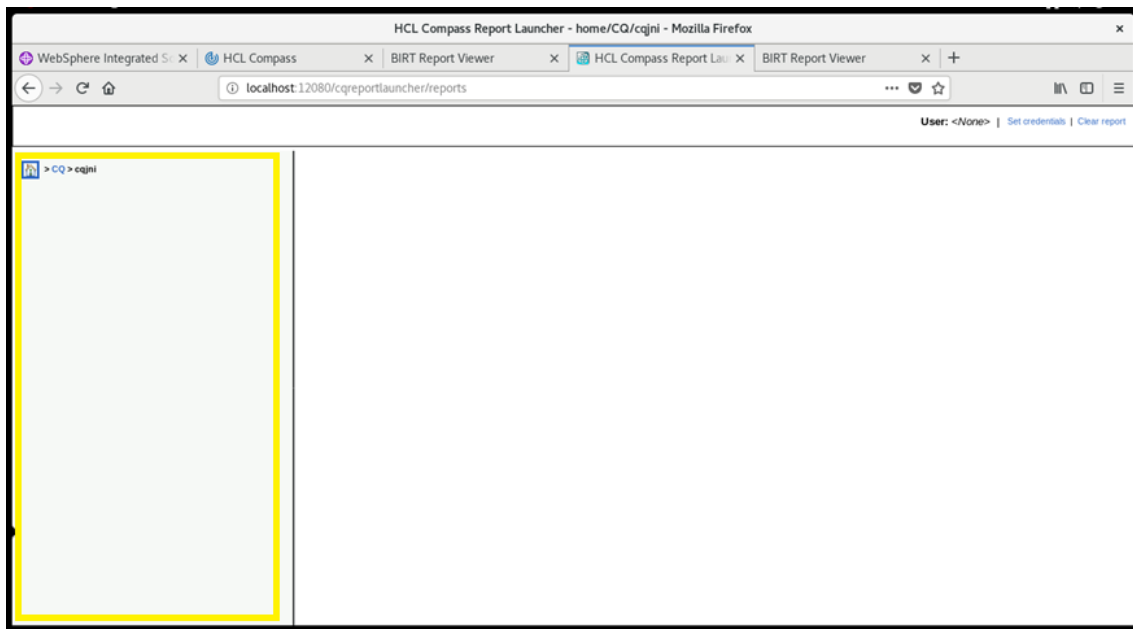 HCL Compass Report Launcher - home/CQ/cqjni - Mozilla Firefox
WebSphere Integrated So HCL Compass BIRT Report Viewer HCL Compass Report Lau BIRT Report Viewer
localhost:12080/cqreportlauncher/reports
User: <None> | Set credentials | Clear report
> CQ > cqjni